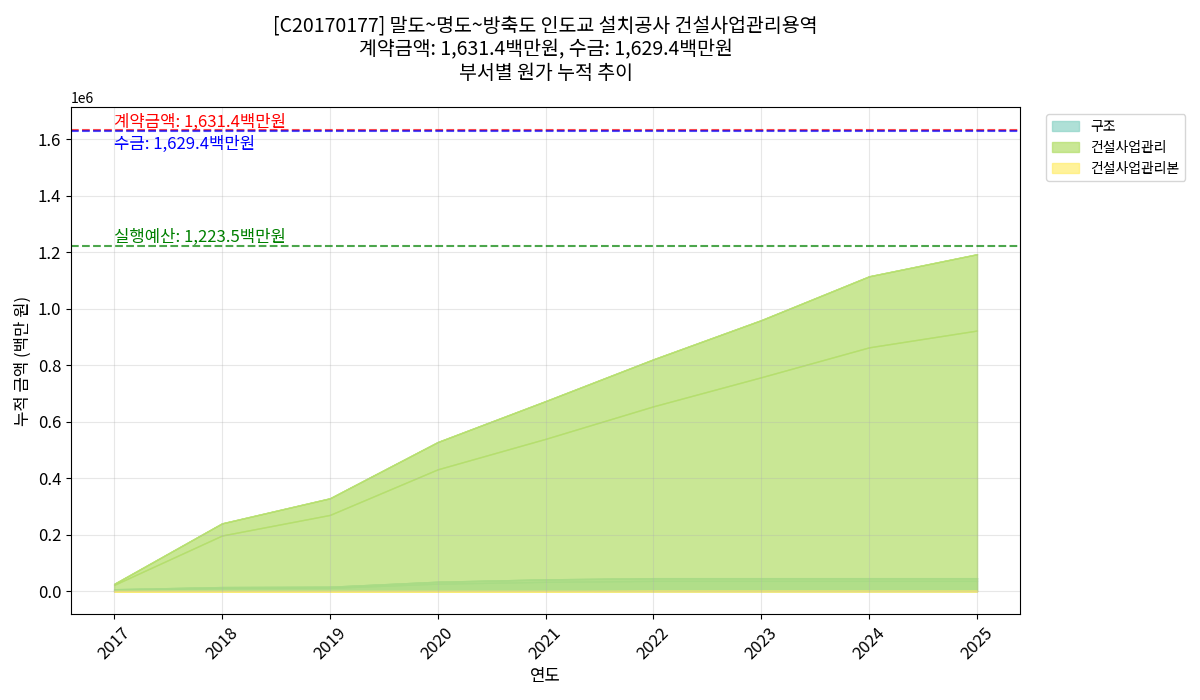 [C20170177] 말도~명도~방축도 인도교 설치공사 건설사업관리용역
계약금액: 1,631.4백만원, 수금: 1,629.4백만원
부서별 원가 누적 추이
1e6
계약금액: 1,631.4백만원
수금: 1,629.4백만원
실행예산: 1,223.5백만원
구조
건설사업관리
건설사업관리본
누적 금액 (백만 원)
1.6
1.4
1.2
1.0
0.8
0.6
0.4
0.2
0.0
2017 2018 2019 2020 2021 2022 2023 2024 2025
연도